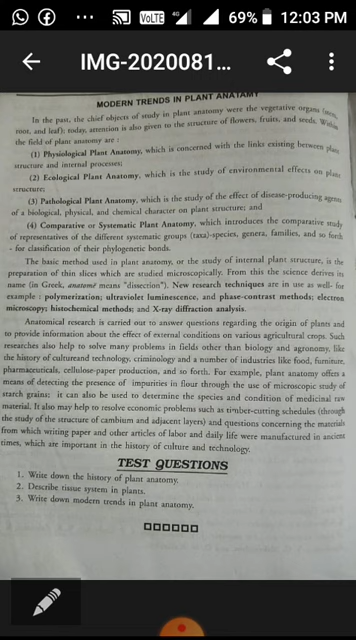 VoLTE 4G 69% 12:03 PM
IMG-2020081...
MODERN TRENDS IN PLANT ANATAMY
In the past, the chief objects of study in plant anatomy were the vegetative organs (stem,
root, and leaf); today, attention is also given to the structure of flowers, fruits, and seeds. Within
the field of plant anatomy are :
(1) Physiological Plant Anatomy, which is concerned with the links existing between plant
structure and internal processes;
(2) Ecological Plant Anatomy, which is the study of environmental effects on plant
structure;
(3) Pathological Plant Anatomy, which is the study of the effect of disease-producing agents
of a biological, physical, and chemical character on plant structure; and
(4) Comparative or Systematic Plant Anatomy, which introduces the comparative study
of representatives of the different systematic groups (taxa)-species, genera, families, and so forth
- for classification of their phylogenetic bonds.
The basic method used in plant anatomy, or the study of internal plant structure, is the
preparation of thin slices which are studied microscopically. From this the science derives its
name (in Greek, anatomē means "dissection"). New research techniques are in use as well- for
example : polymerization; ultraviolet luminescence, and phase-contrast methods; electron
microscopy; histochemical methods; and X-ray diffraction analysis.
Anatomical research is carried out to answer questions regarding the origin of plants and
to provide information about the effect of external conditions on various agricultural crops. Such
researches also help to solve many problems in fields other than biology and agronomy, like
the history of cultureand technology, criminology and a number of industries like food, furniture,
pharmaceuticals, cellulose-paper production, and so forth. For example, plant anatomy offers a
means of detecting the presence of impurities in flour through the use of microscopic study of
starch grains; it can also be used to determine the species and condition of medicinal raw
material. It also may help to resolve economic problems such as timber-cutting schedules (through
the study of the structure of cambium and adjacent layers) and questions concerning the materials
from which writing paper and other articles of labor and daily life were manufactured in ancient
times, which are important in the history of culture and technology.
TEST QUESTIONS
1. Write down the history of plant anatomy.
2. Describe tissue system in plants.
3. Write down modern trends in plant anatomy.